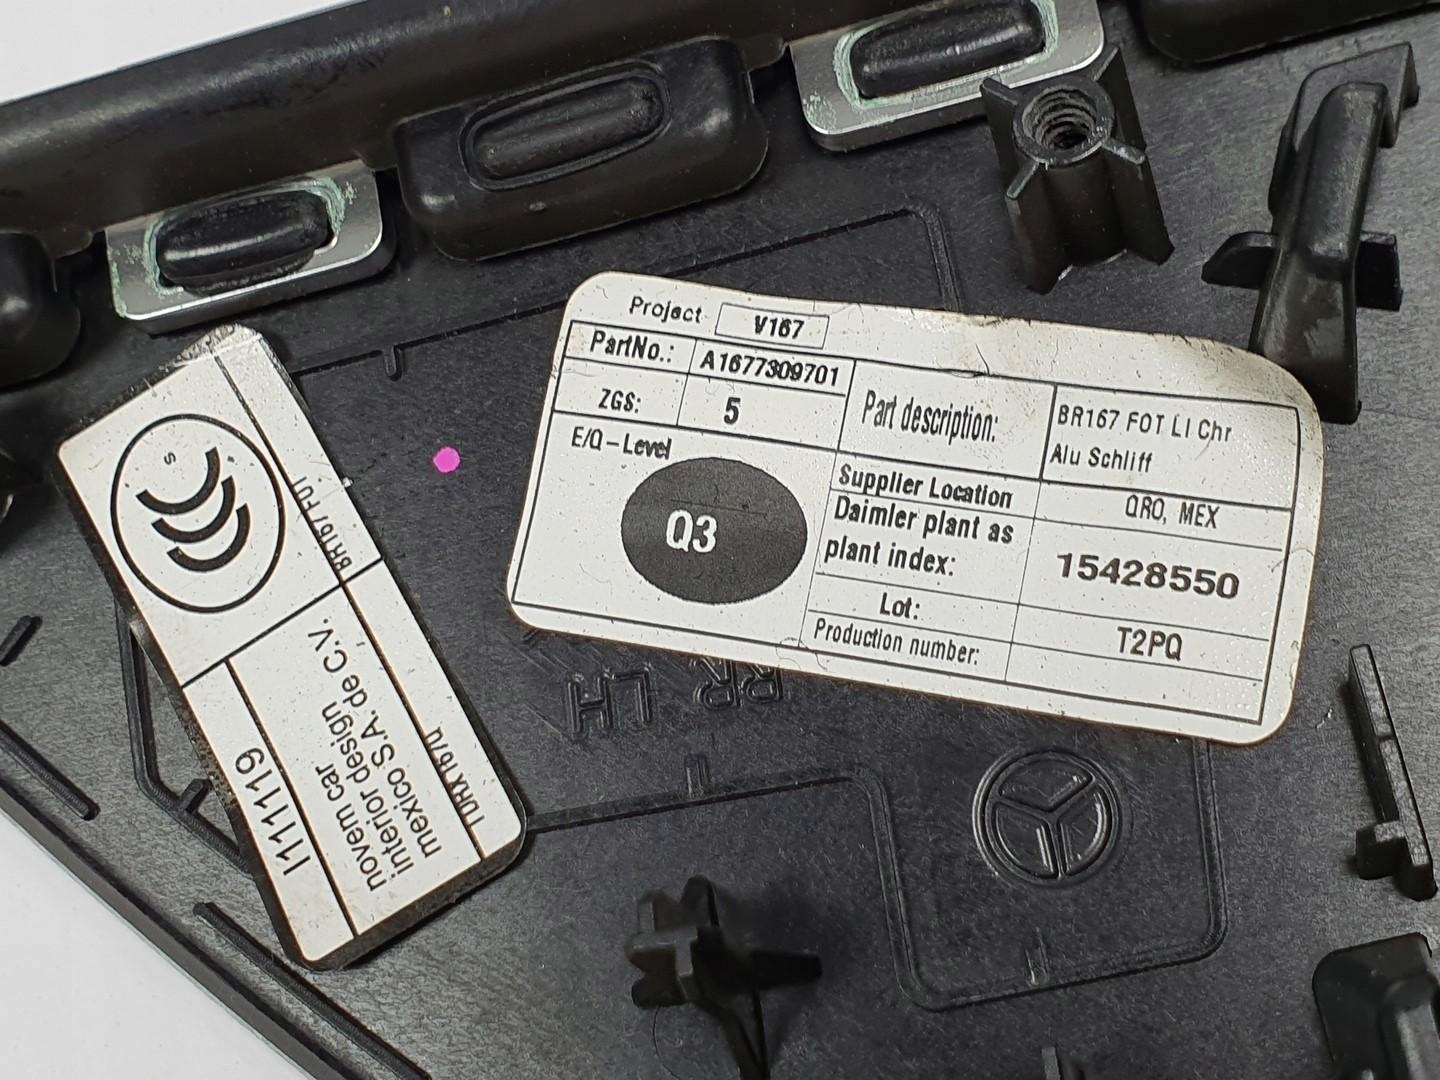 Project V167
PartNo.: A1677309701
ZGS: 5
Part description: BR167 FOT LI Chr
Alu Schliff
E/Q-Level
Q3
Supplier Location QRO, MEX
Daimler plant as
plant index: 15428550
Lot: T2PQ
Production number:
RR LH
S
BR167 FOT
1111119
novem car
interior design
mexico S.A. de C.V.